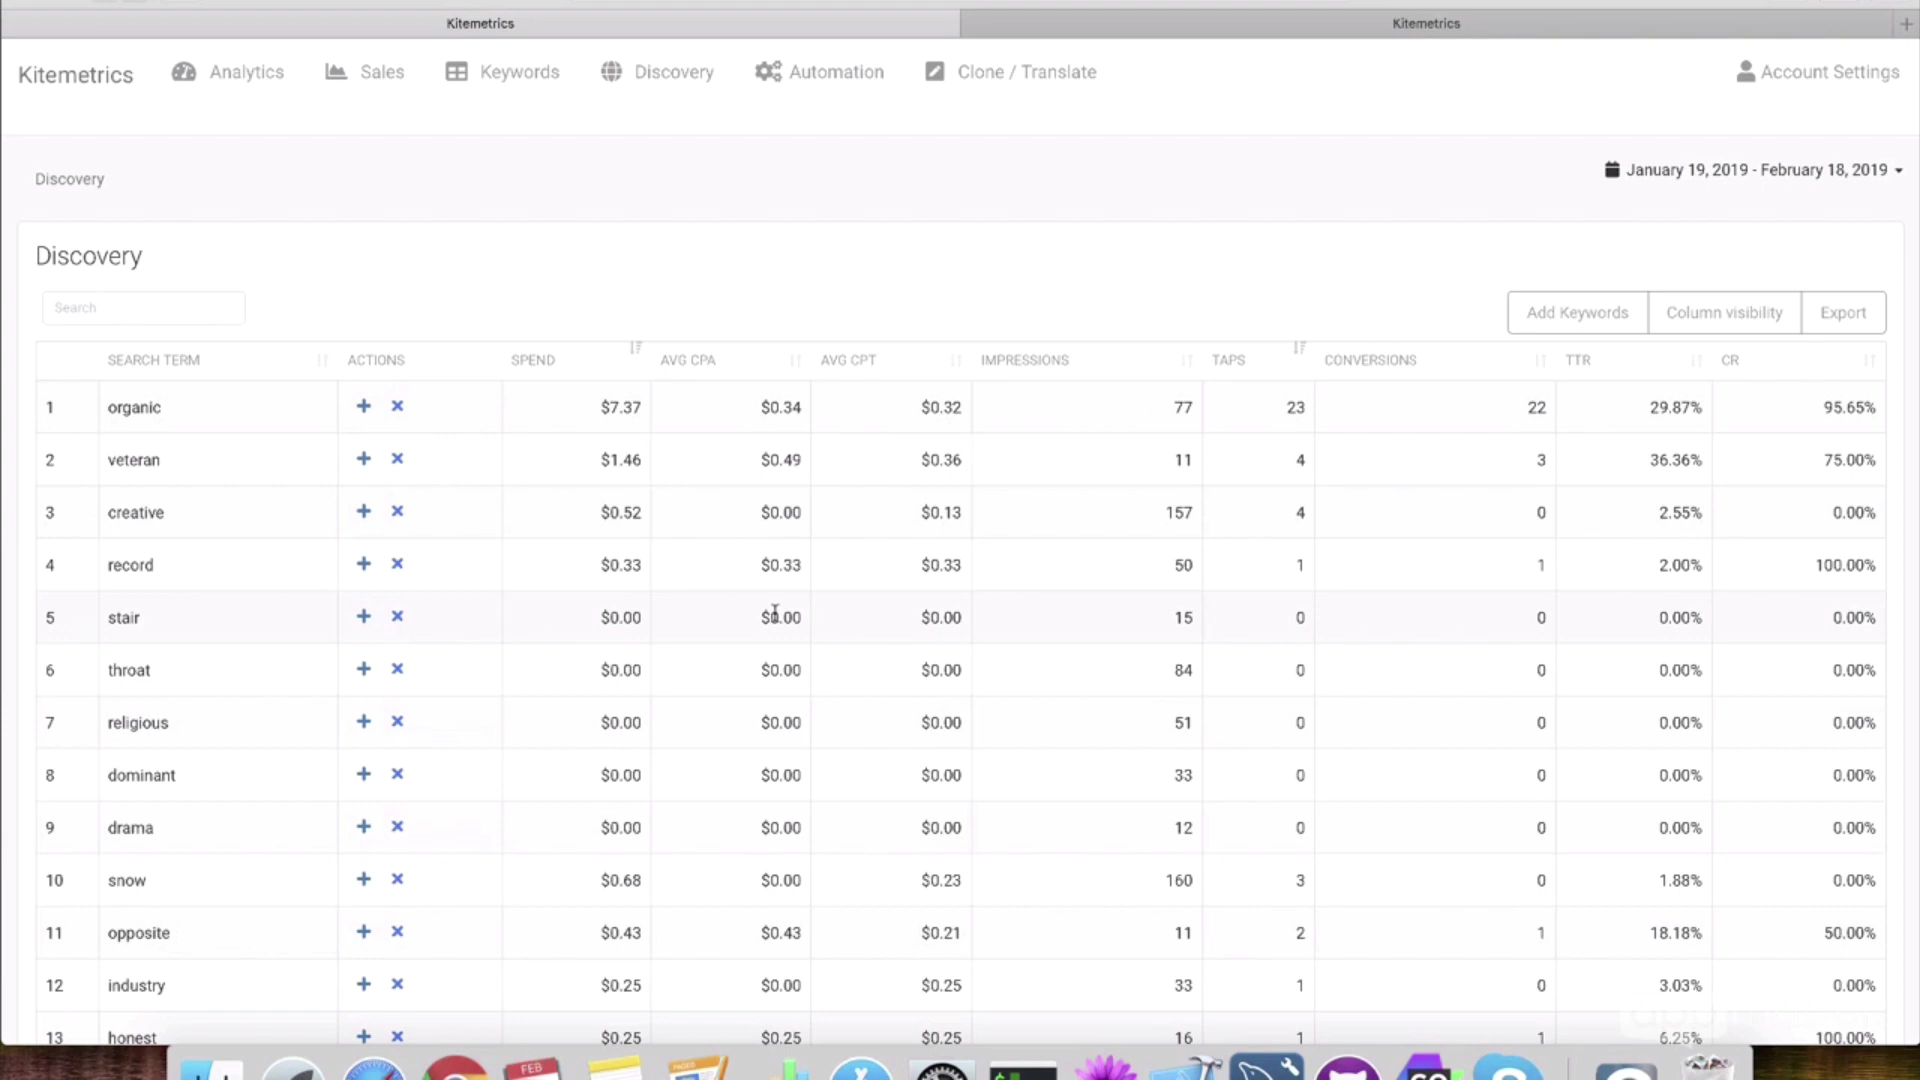 Kitemetrics Kitemetrics
Kitemetrics Analytics Sales Keywords Discovery Automation Clone / Translate Account Settings
Discovery January 19, 2019 - February 18, 2019
Discovery
Search Add Keywords Column visibility Export
SEARCH TERM ACTIONS SPEND AVG CPA AVG CPT IMPRESSIONS TAPS CONVERSIONS TTR CR
1 organic $7.37 $0.34 $0.32 77 23 22 29.87% 95.65%
2 veteran $1.46 $0.49 $0.36 11 4 3 36.36% 75.00%
3 creative $0.52 $0.00 $0.13 157 4 0 2.55% 0.00%
4 record $0.33 $0.33 $0.33 50 1 1 2.00% 100.00%
5 stair $0.00 $0.00 $0.00 15 0 0 0.00% 0.00%
6 throat $0.00 $0.00 $0.00 84 0 0 0.00% 0.00%
7 religious $0.00 $0.00 $0.00 51 0 0 0.00% 0.00%
8 dominant $0.00 $0.00 $0.00 33 0 0 0.00% 0.00%
9 drama $0.00 $0.00 $0.00 12 0 0 0.00% 0.00%
10 snow $0.68 $0.00 $0.23 160 3 0 1.88% 0.00%
11 opposite $0.43 $0.43 $0.21 11 2 1 18.18% 50.00%
12 industry $0.25 $0.00 $0.25 33 1 0 3.03% 0.00%
13 honest $0.25 $0.25 $0.25 16 1 1 6.25% 100.00%
FEB PAGES